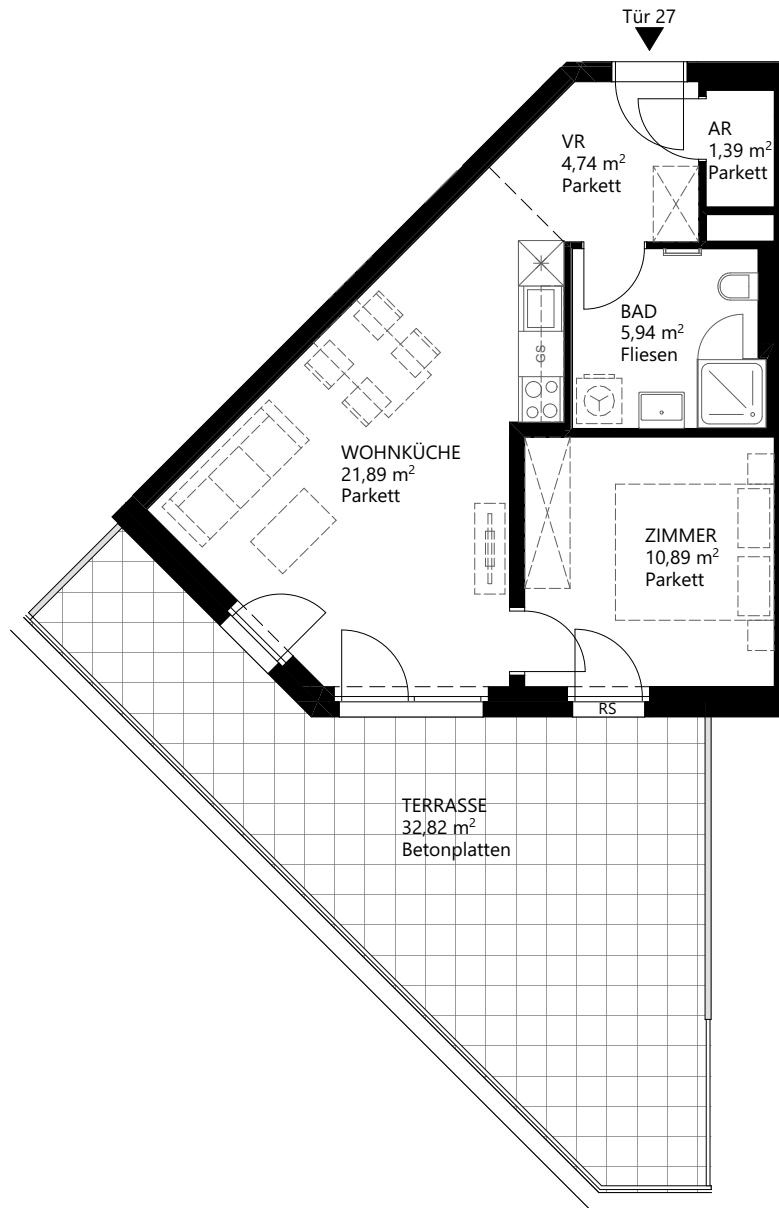 Tür 27
VR
4,74 m²
Parkett
AR
1,39 m²
Parkett
BAD
5,94 m²
Fliesen
GS
WOHNKÜCHE
21,89 m²
Parkett
ZIMMER
10,89 m²
Parkett
RS
TERRASSE
32,82 m²
Betonplatten